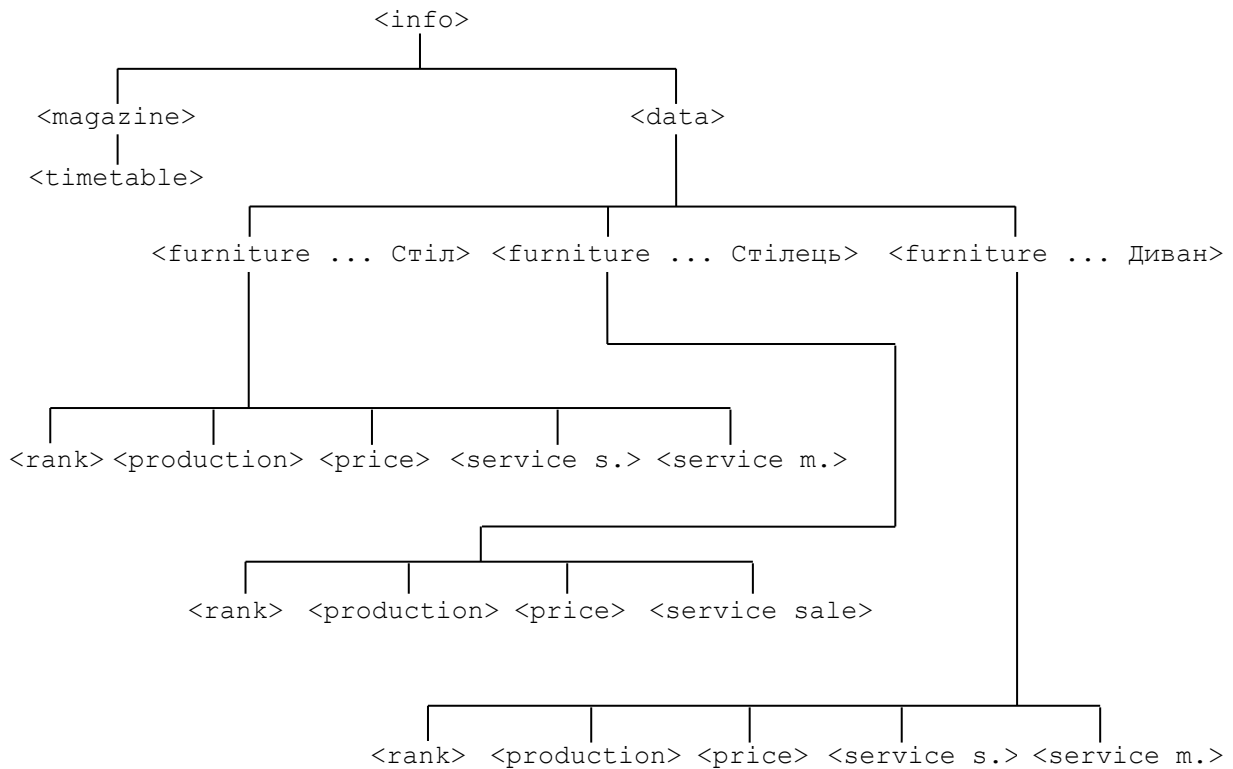 <info>
<magazine> <data>
<timetable>
<furniture ... Стіл> <furniture ... Стілець> <furniture ... Диван>
<rank> <production> <price> <service s.> <service m.>
<rank> <production> <price> <service sale>
<rank> <production> <price> <service s.> <service m.>